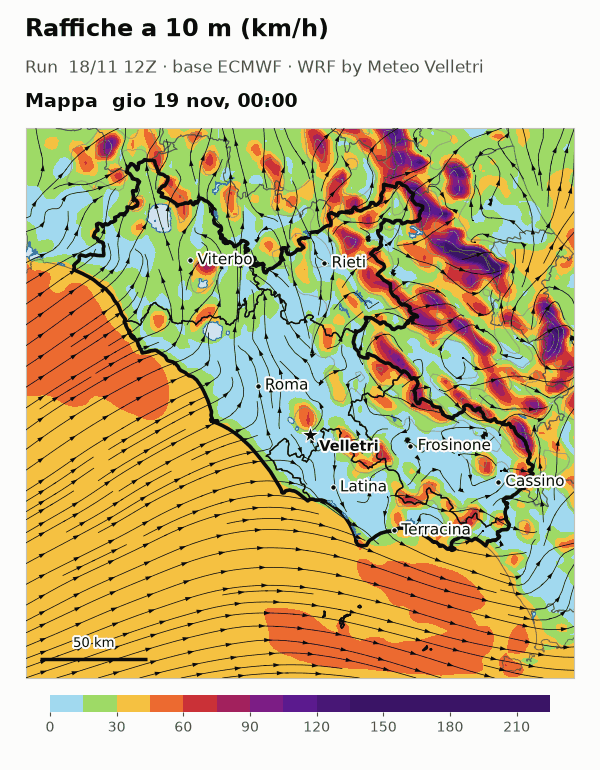 Raffiche a 10 m (km/h)
Run  18/11 12Z · base ECMWF · WRF by Meteo Velletri
Mappa  gio 19 nov, 00:00
Viterbo
Rieti
Roma
Velletri
Frosinone
Cassino
Latina
Terracina
50 km
0 30 60 90 120 150 180 210